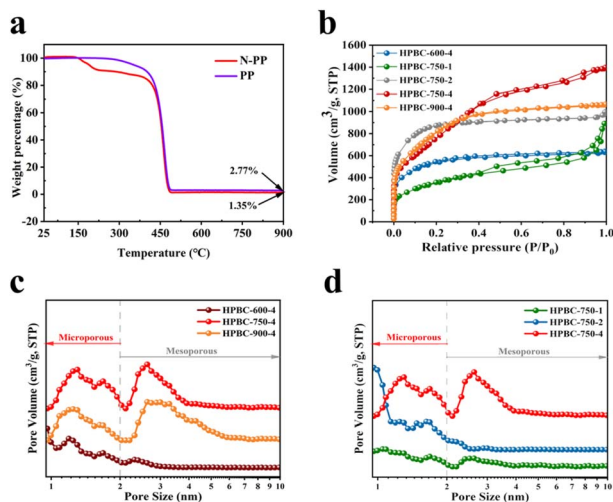 a
Weight percentage (%)
100
80
60
40
20
0
-20
N-PP
PP
2.77%
1.35%
25
150
300
450
600
750
900
Temperature (℃)
b
Volume (cm³/g, STP)
1600
1400
1200
1000
800
600
400
200
0
HPBC-600-4
HPBC-750-1
HPBC-750-2
HPBC-750-4
HPBC-900-4
0.0
0.2
0.4
0.6
0.8
1.0
Relative pressure (P/P₀)
c
Pore Volume (cm³/g, STP)
HPBC-600-4
HPBC-750-4
HPBC-900-4
Microporous
Mesoporous
1 2 3 4 5 6 7 8 9 10
Pore Size (nm)
d
Pore Volume (cm³/g, STP)
HPBC-750-1
HPBC-750-2
HPBC-750-4
Microporous
Mesoporous
1 2 3 4 5 6 7 8 9 10
Pore Size (nm)